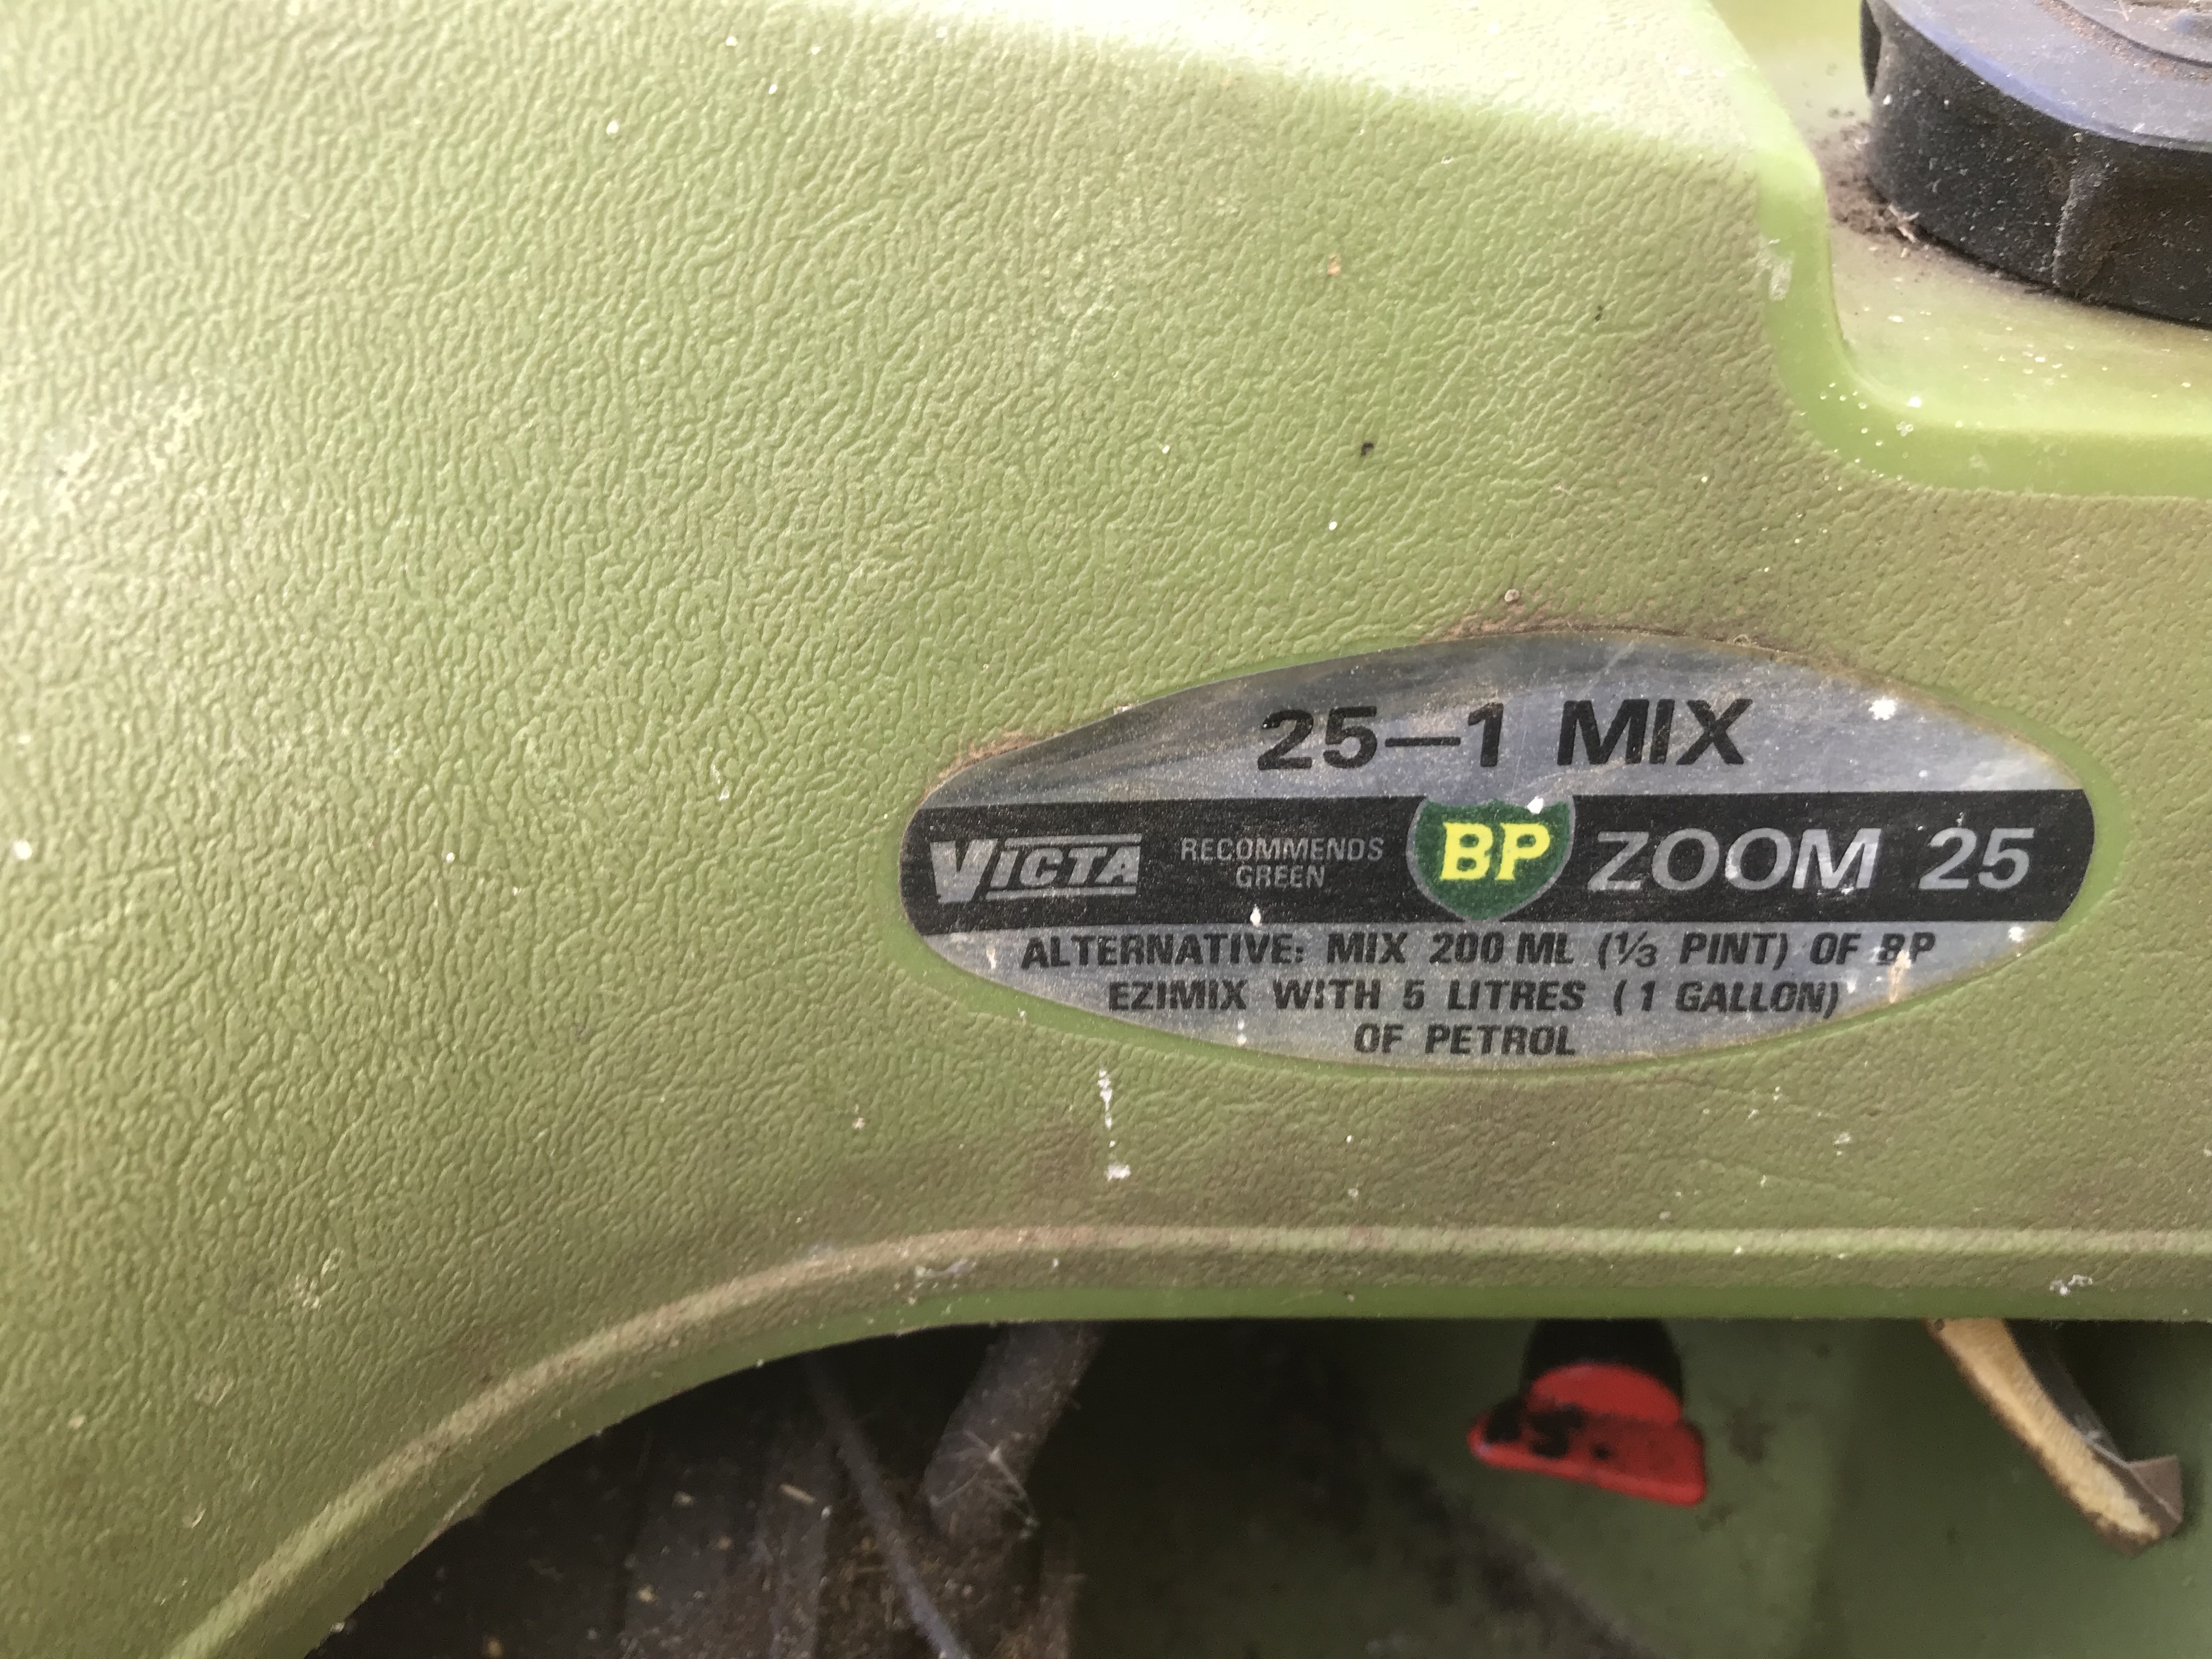 25—1 MIX
VICTA RECOMMENDS GREEN BP ZOOM 25
ALTERNATIVE: MIX 200 ML (⅓ PINT) OF BP
EZIMIX WITH 5 LITRES (1 GALLON)
OF PETROL